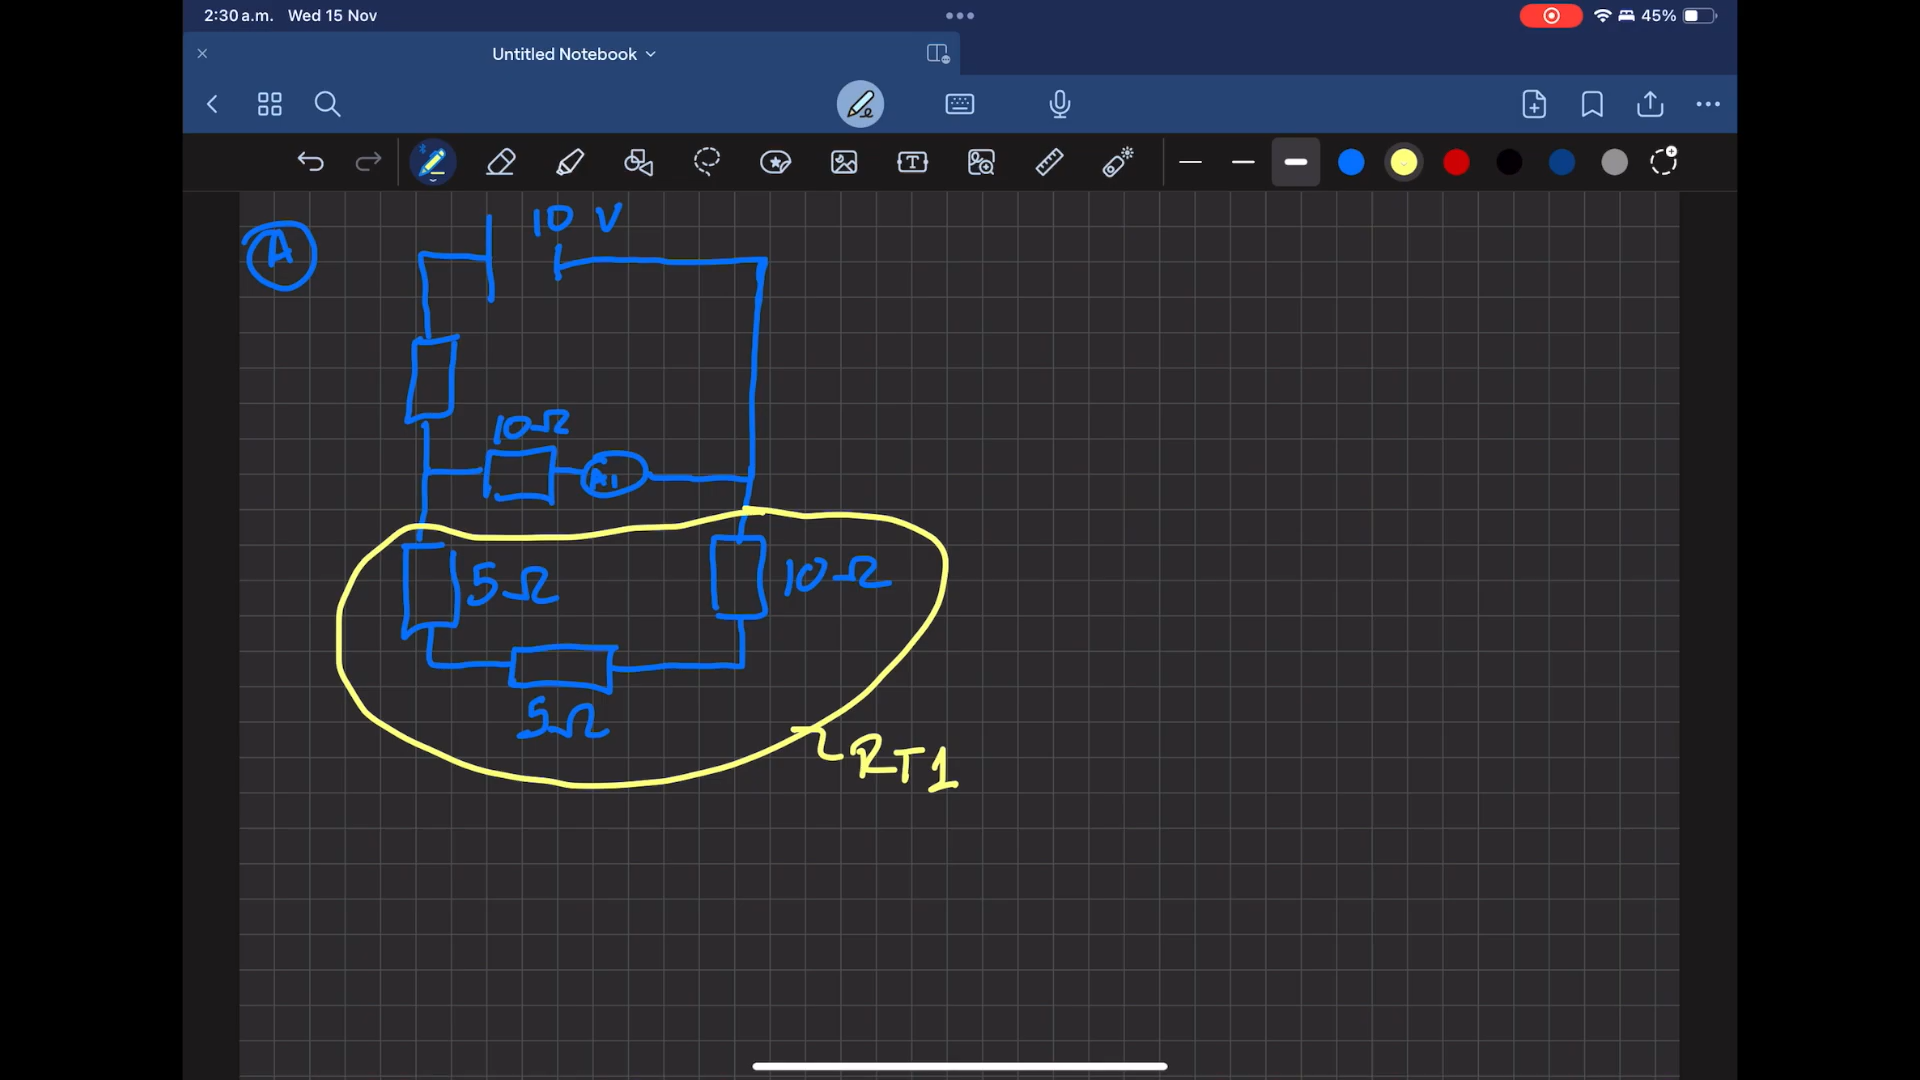 2:30 a.m. Wed 15 Nov
45%
Untitled Notebook
T
A
10 V
10Ω
A1
5Ω
10Ω
5Ω
RT1